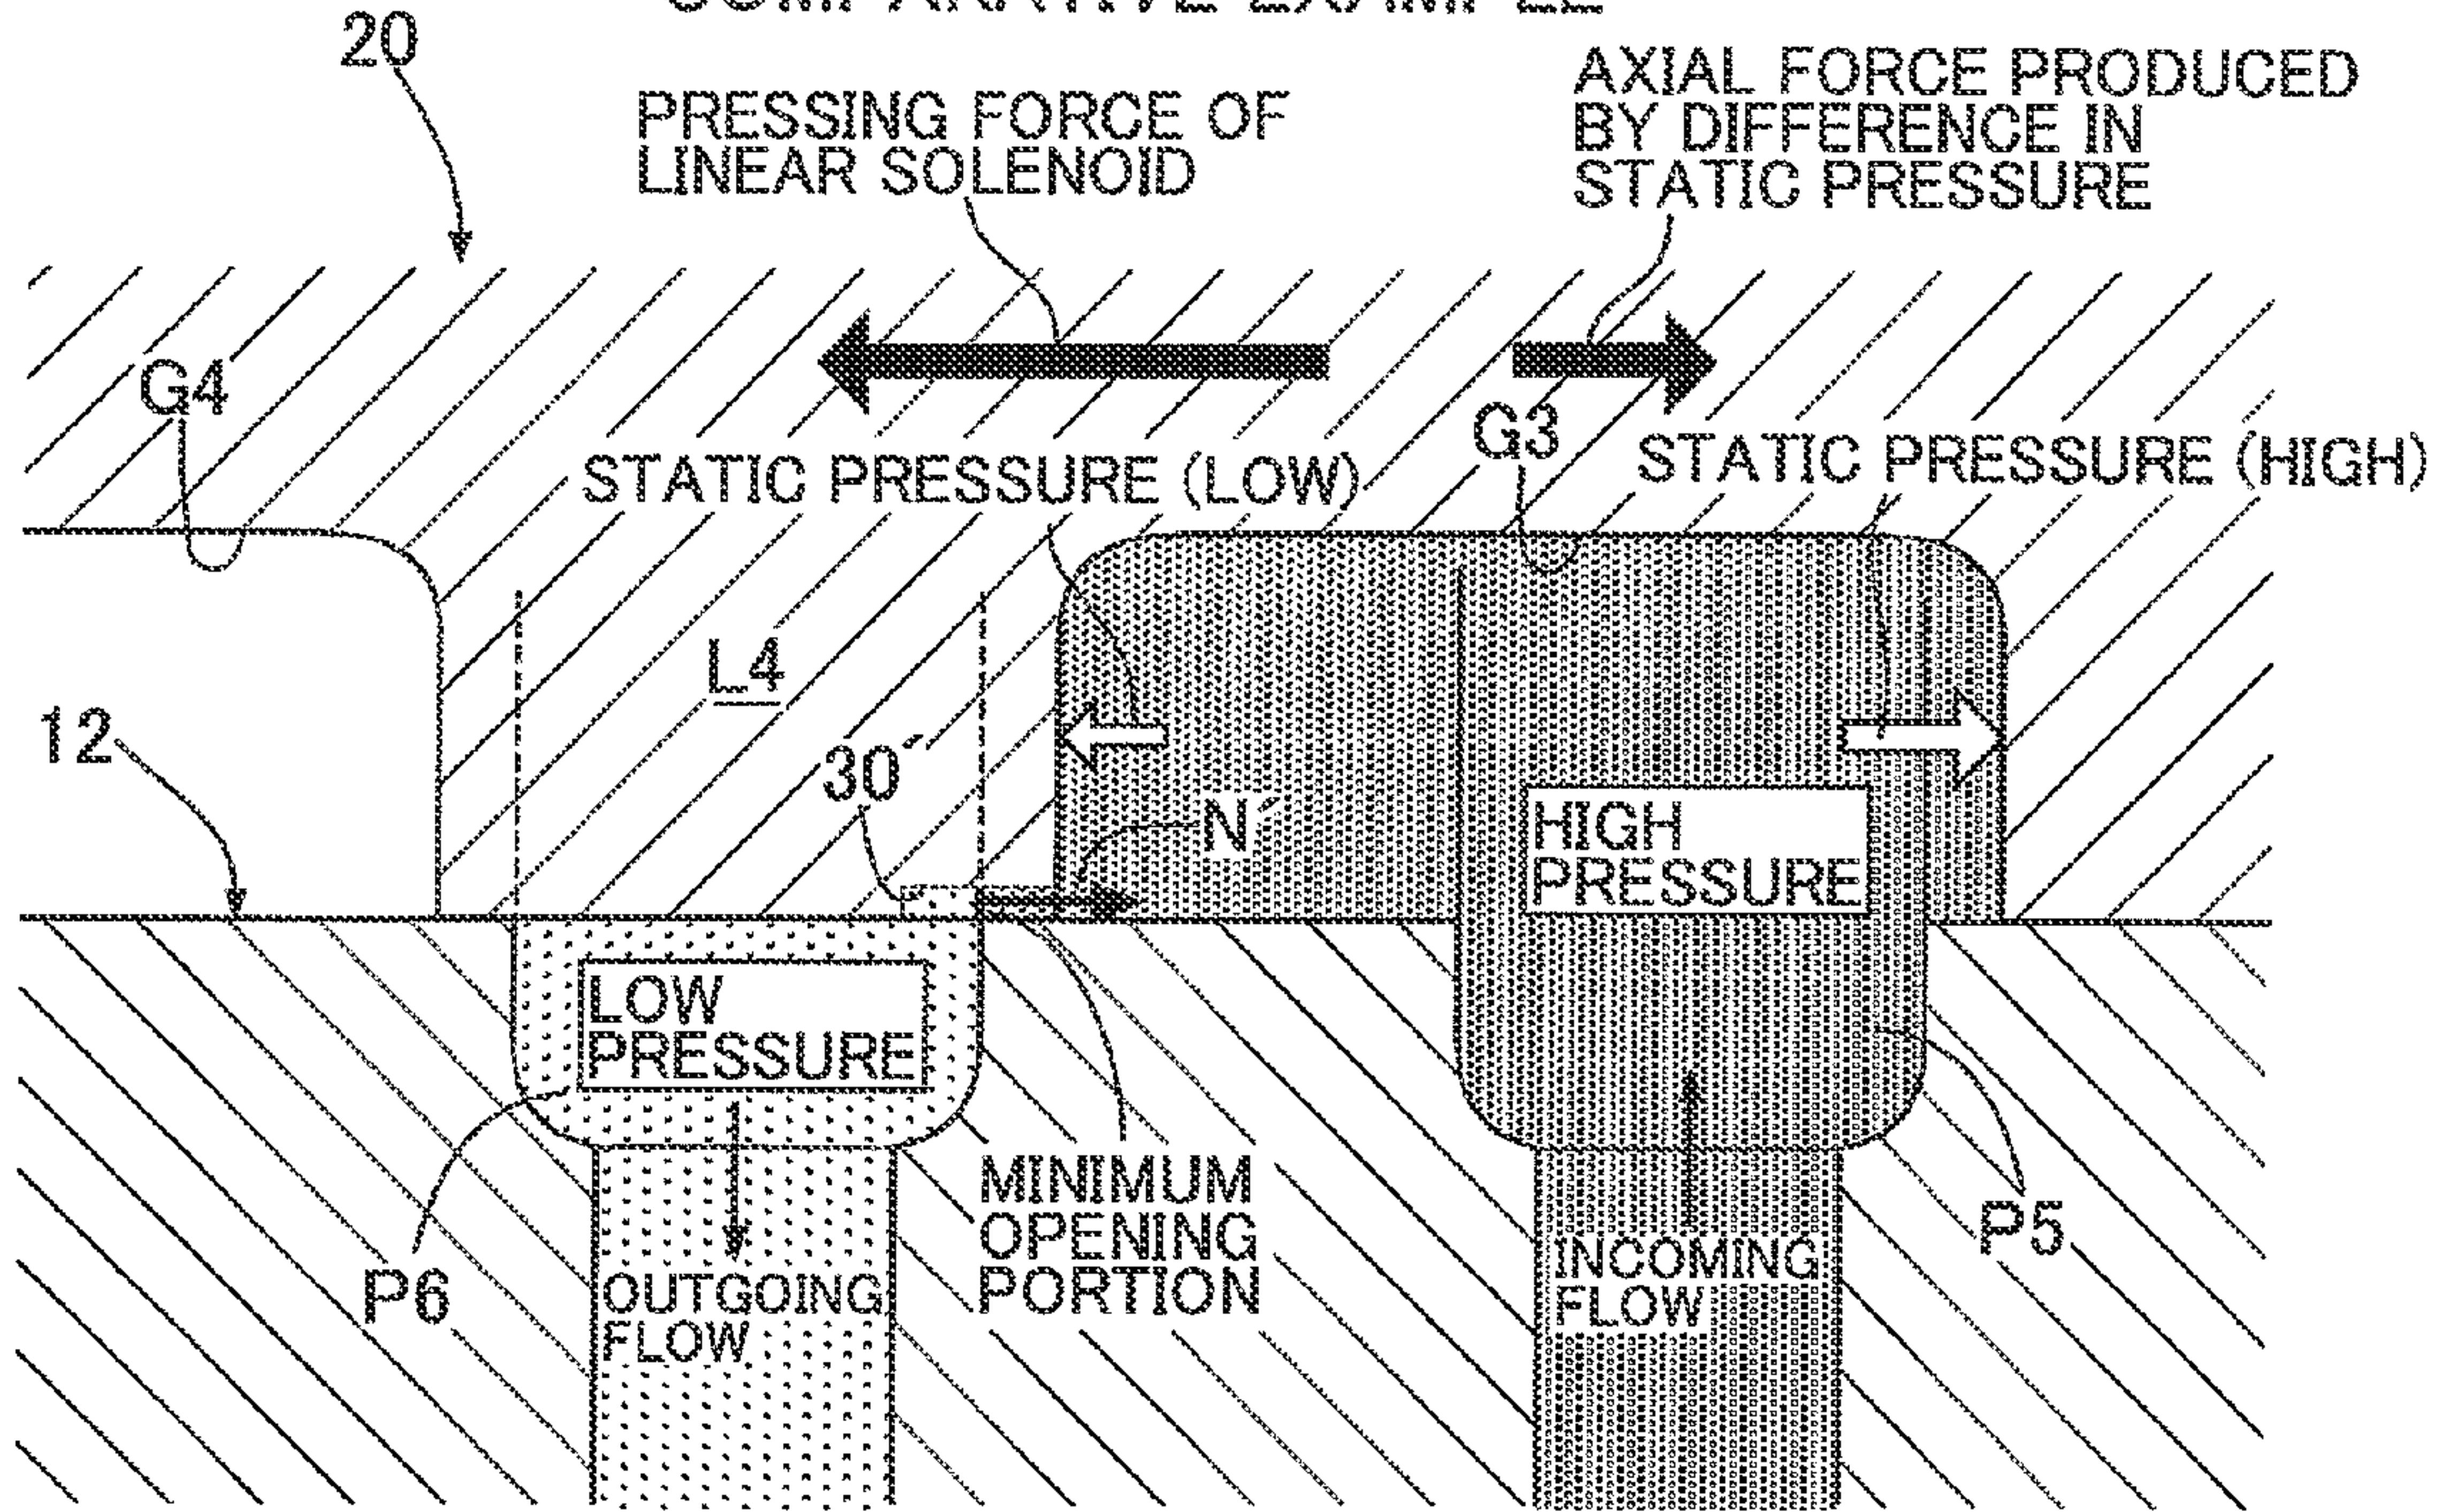 COMPARATIVE EXAMPLE
20
PRESSING FORCE OF
LINEAR SOLENOID
AXIAL FORCE PRODUCED
BY DIFFERENCE IN
STATIC PRESSURE
G4
G3
STATIC PRESSURE (LOW)
STATIC PRESSURE (HIGH)
L4
12
30´
N´
HIGH
PRESSURE
LOW
PRESSURE
MINIMUM
OPENING
PORTION
P5
P6
OUTGOING
FLOW
INCOMING
FLOW